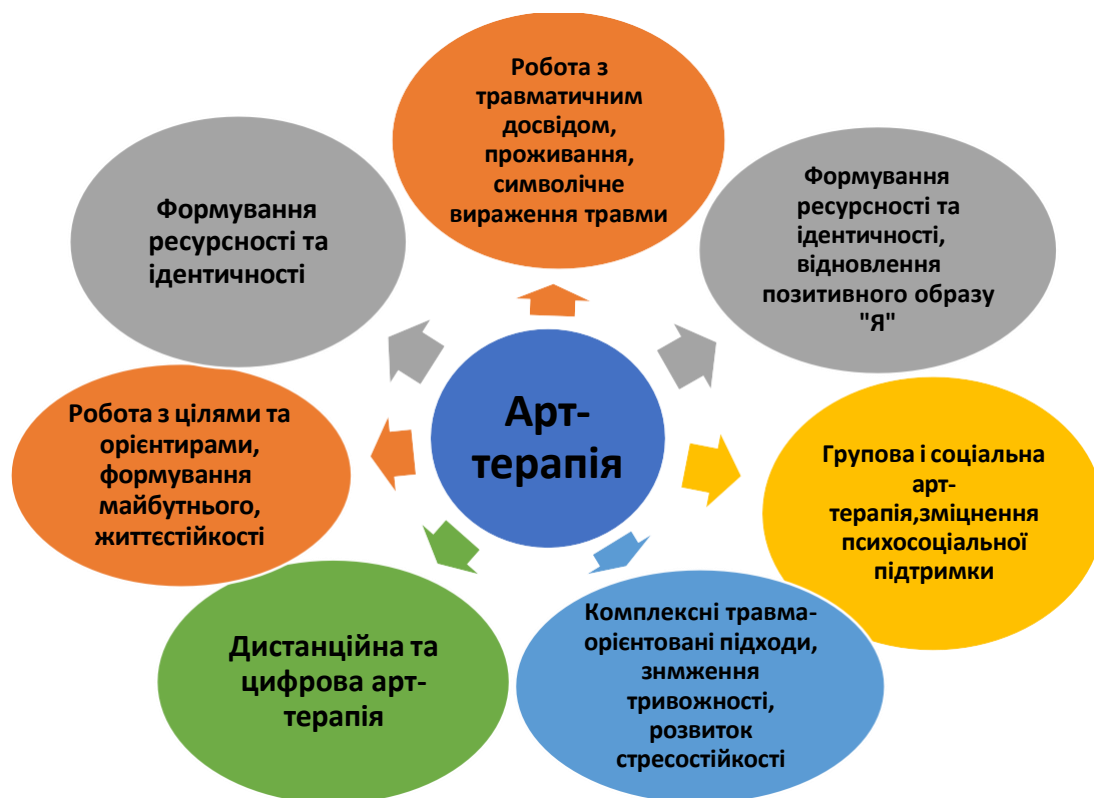 Робота з
травматичним
досвідом,
проживання,
символічне
вираження травми
Формування
ресурсності та
ідентичності,
відновлення
позитивного образу
"Я"
Групова і соціальна
арт-
терапія,зміцнення
психосоціальної
підтримки
Комплексні травма-
орієнтовані підходи,
знмження
тривожності,
розвиток
стресостійкості
Дистанційна та
цифрова арт-
терапія
Робота з цілями та
орієнтирами,
формування
майбутнього,
життєстійкості
Формування
ресурсності та
ідентичності
Арт-
терапія